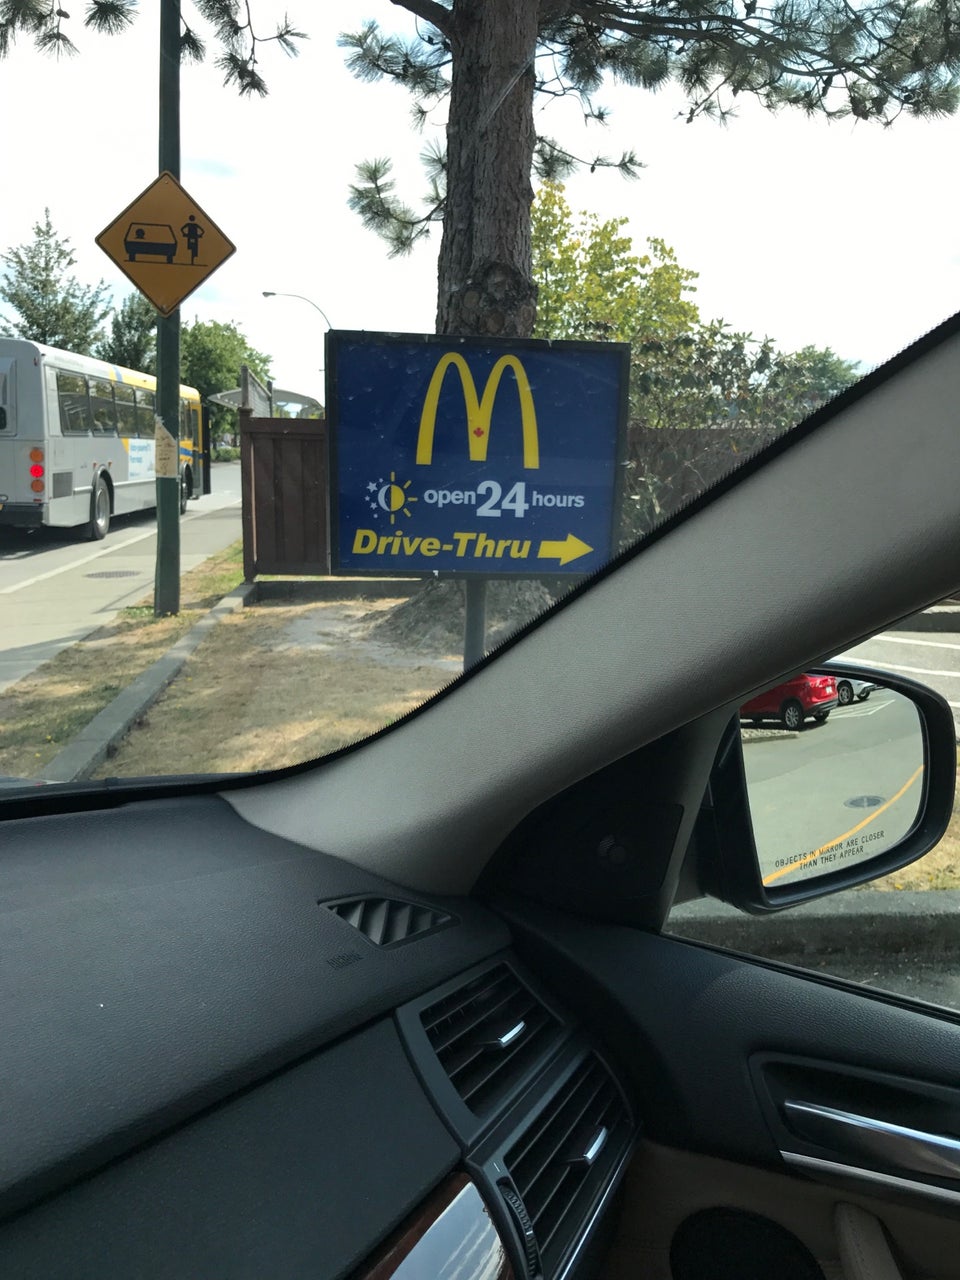 open 24 hours
Drive-Thru
OBJECTS IN MIRROR ARE CLOSER
THAN THEY APPEAR